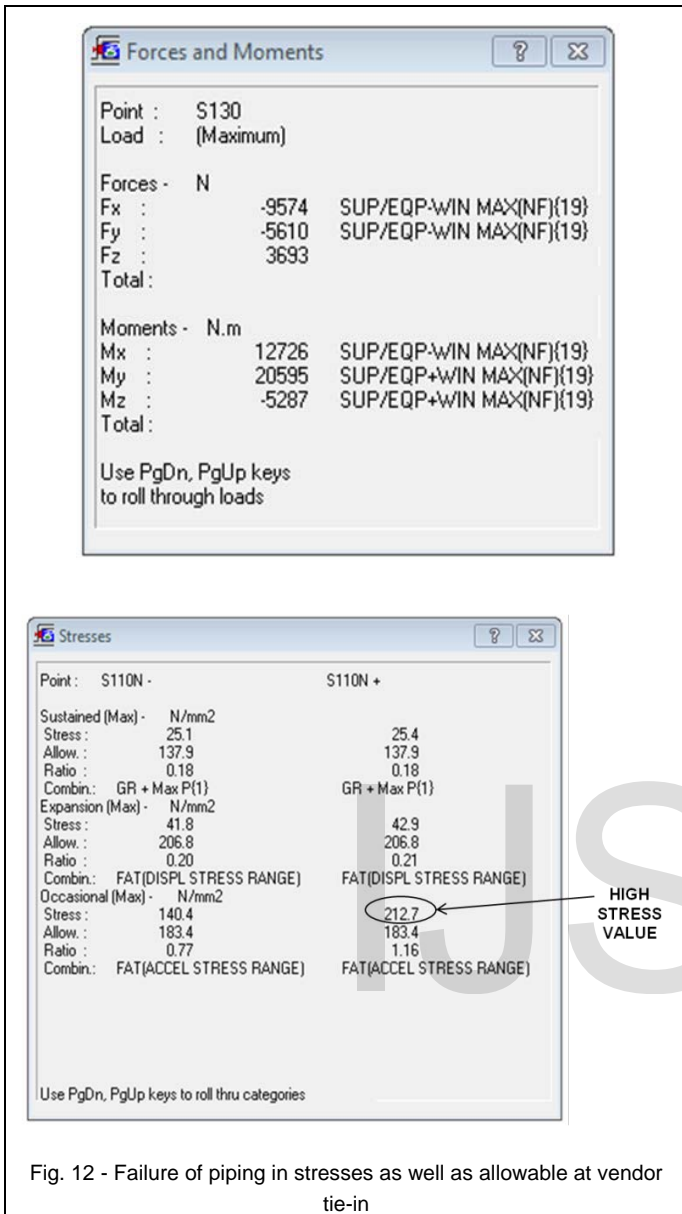 Forces and Moments
Point : S130
Load : (Maximum)
Forces - N
Fx : -9574 SUP/EQP-WIN MAX(NF){19}
Fy : -5610 SUP/EQP-WIN MAX(NF){19}
Fz : 3693
Total :
Moments - N.m
Mx : 12726 SUP/EQP-WIN MAX(NF){19}
My : 20595 SUP/EQP+WIN MAX(NF){19}
Mz : -5287 SUP/EQP+WIN MAX(NF){19}
Total :
Use PgDn, PgUp keys
to roll through loads
Stresses
Point : S110N - S110N +
Sustained (Max) - N/mm2
Stress : 25.1 25.4
Allow. : 137.9 137.9
Ratio : 0.18 0.18
Combin.: GR + Max P{1} GR + Max P{1}
Expansion (Max) - N/mm2
Stress : 41.8 42.9
Allow. : 206.8 206.8
Ratio : 0.20 0.21
Combin.: FAT(DISPL STRESS RANGE) FAT(DISPL STRESS RANGE)
Occasional (Max) - N/mm2
Stress : 140.4 212.7
Allow. : 183.4 183.4
Ratio : 0.77 1.16
Combin.: FAT(ACCEL STRESS RANGE) FAT(ACCEL STRESS RANGE)
HIGH
STRESS
VALUE
IJS
Use PgDn, PgUp keys to roll thru categories
Fig. 12 - Failure of piping in stresses as well as allowable at vendor
tie-in